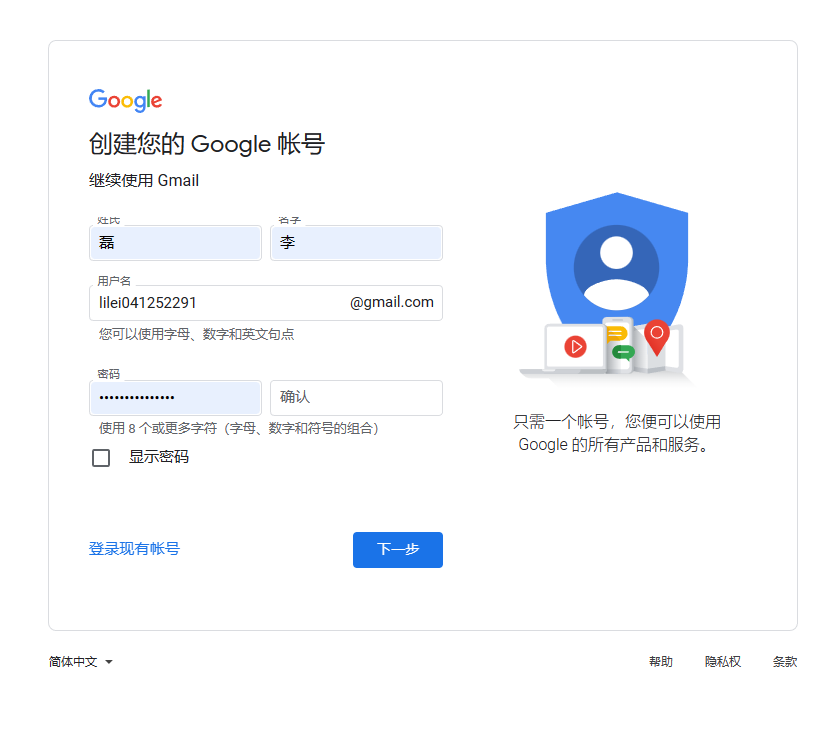 Google
创建您的 Google 帐号
继续使用 Gmail
姓氏
名字
磊
李
用户名
lilei041252291
@gmail.com
您可以使用字母、数字和英文句点
密码
•••••••••••••••
确认
使用 8 个或更多字符（字母、数字和符号的组合）
显示密码
登录现有帐号
下一步
只需一个帐号，您便可以使用
Google 的所有产品和服务。
简体中文
帮助
隐私权
条款